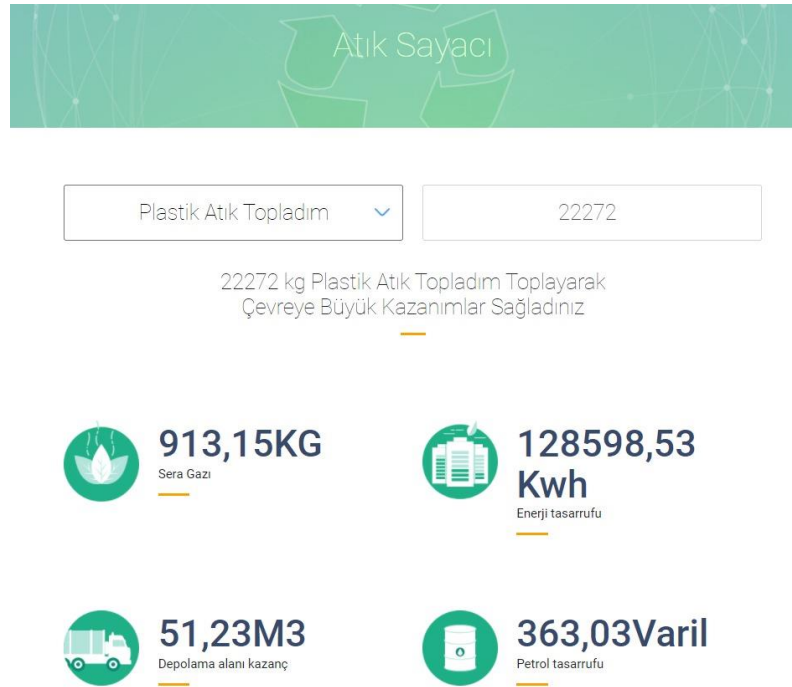 Atık Sayacı
Plastik Atık Topladım
22272
22272 kg Plastik Atık Topladım Toplayarak
Çevreye Büyük Kazanımlar Sağladınız
913,15KG
Sera Gazı
128598,53
Kwh
Enerji tasarrufu
51,23M3
Depolama alanı kazanç
363,03Varil
Petrol tasarrufu